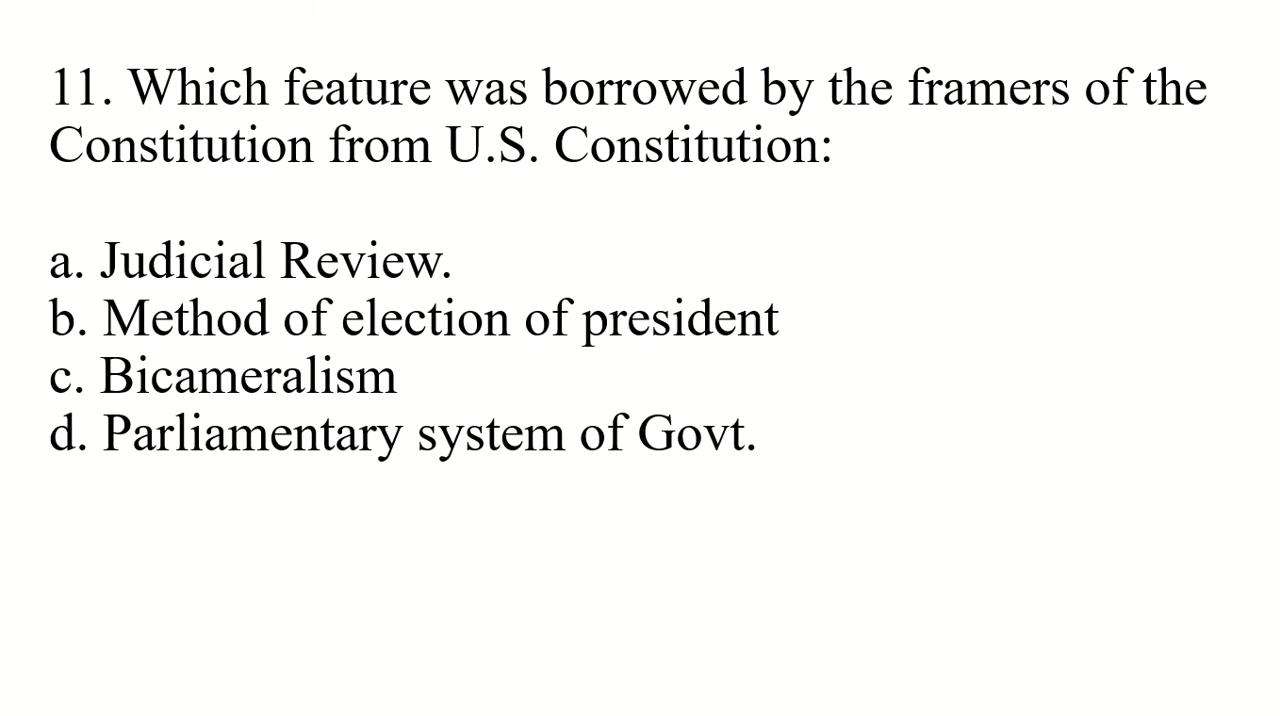 11. Which feature was borrowed by the framers of the
Constitution from U.S. Constitution:
a. Judicial Review.
b. Method of election of president
c. Bicameralism
d. Parliamentary system of Govt.